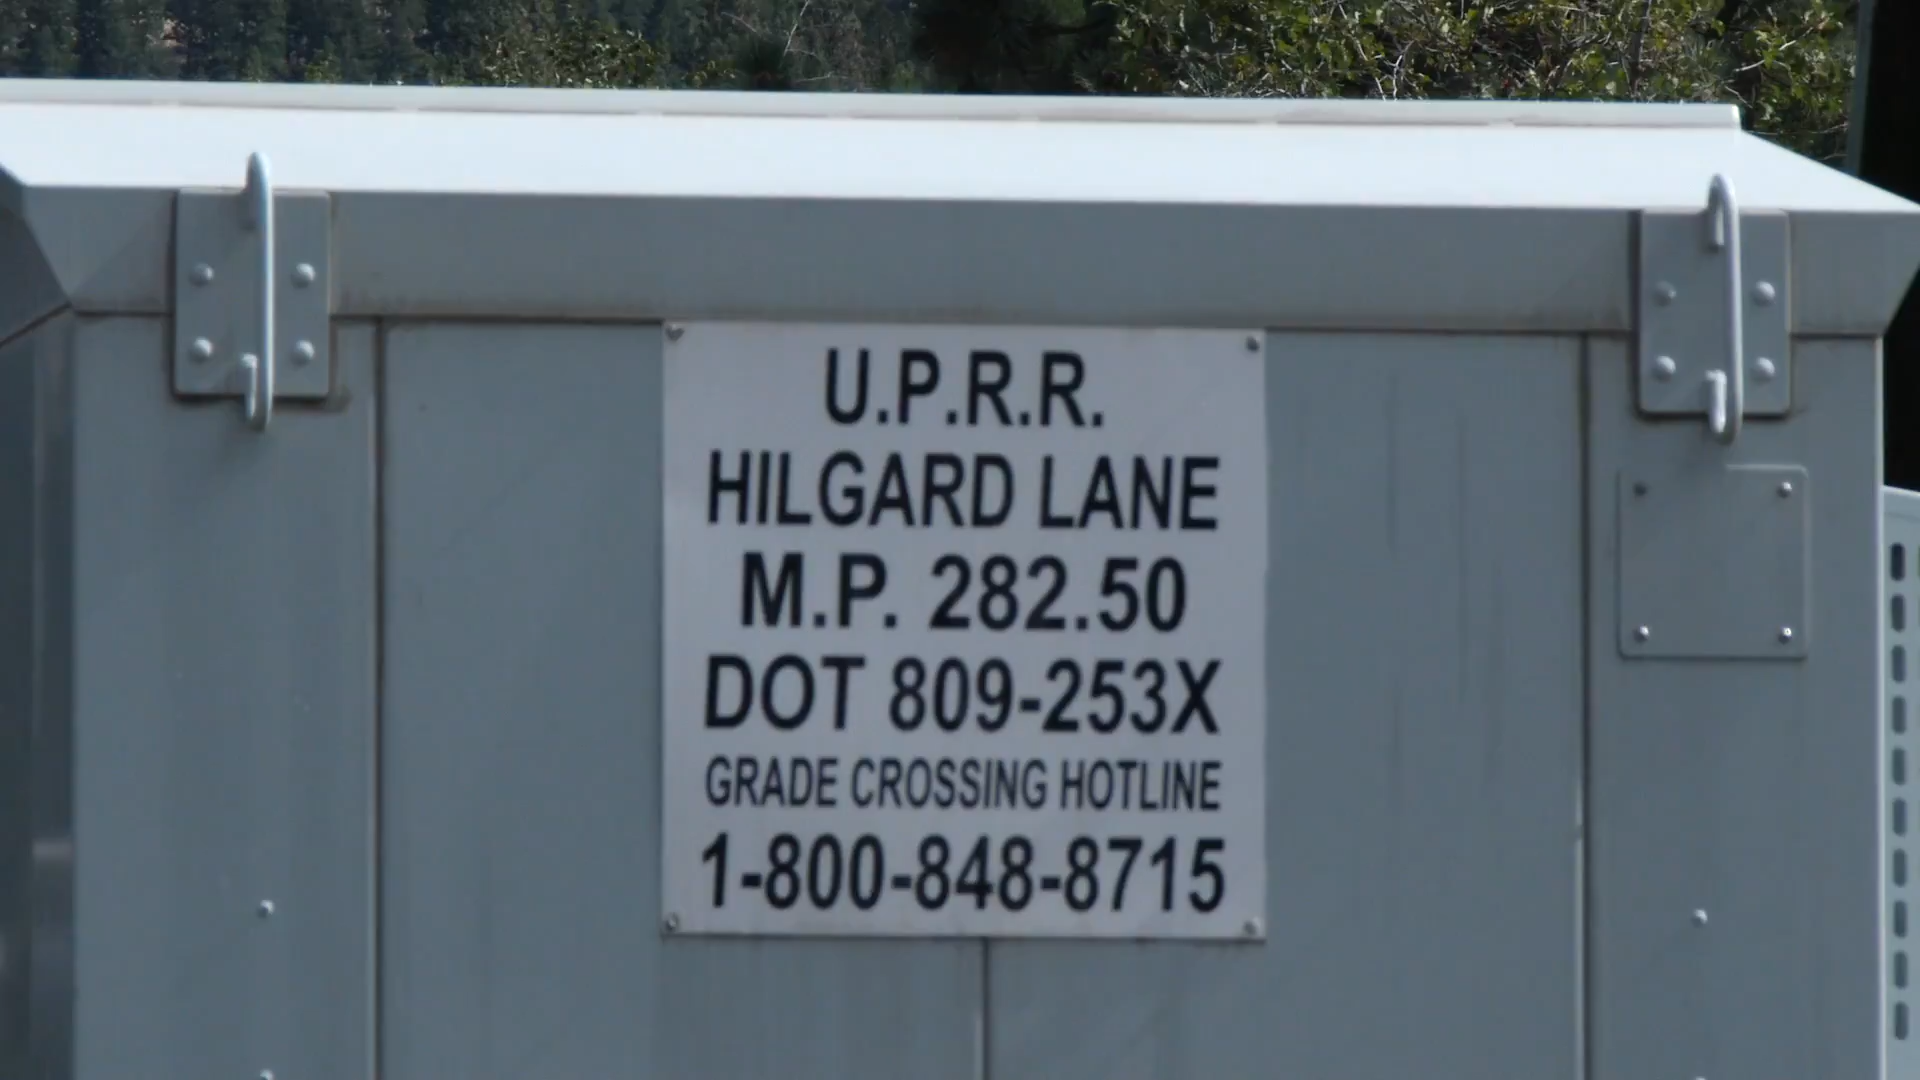 U.P.R.R.
HILGARD LANE
M.P. 282.50
DOT 809-253X
GRADE CROSSING HOTLINE
1-800-848-8715